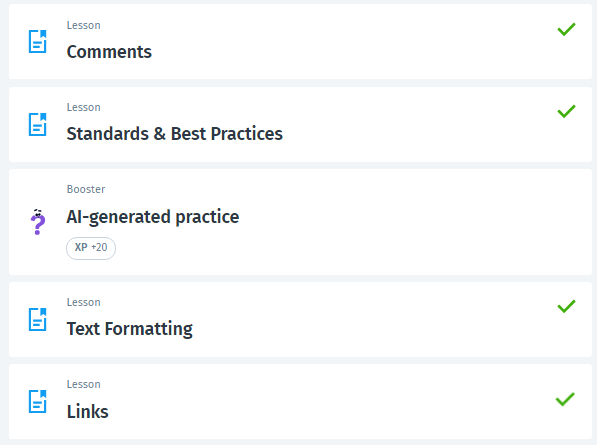 Lesson
Comments
Lesson
Standards & Best Practices
Booster
AI-generated practice
XP +20
Lesson
Text Formatting
Lesson
Links